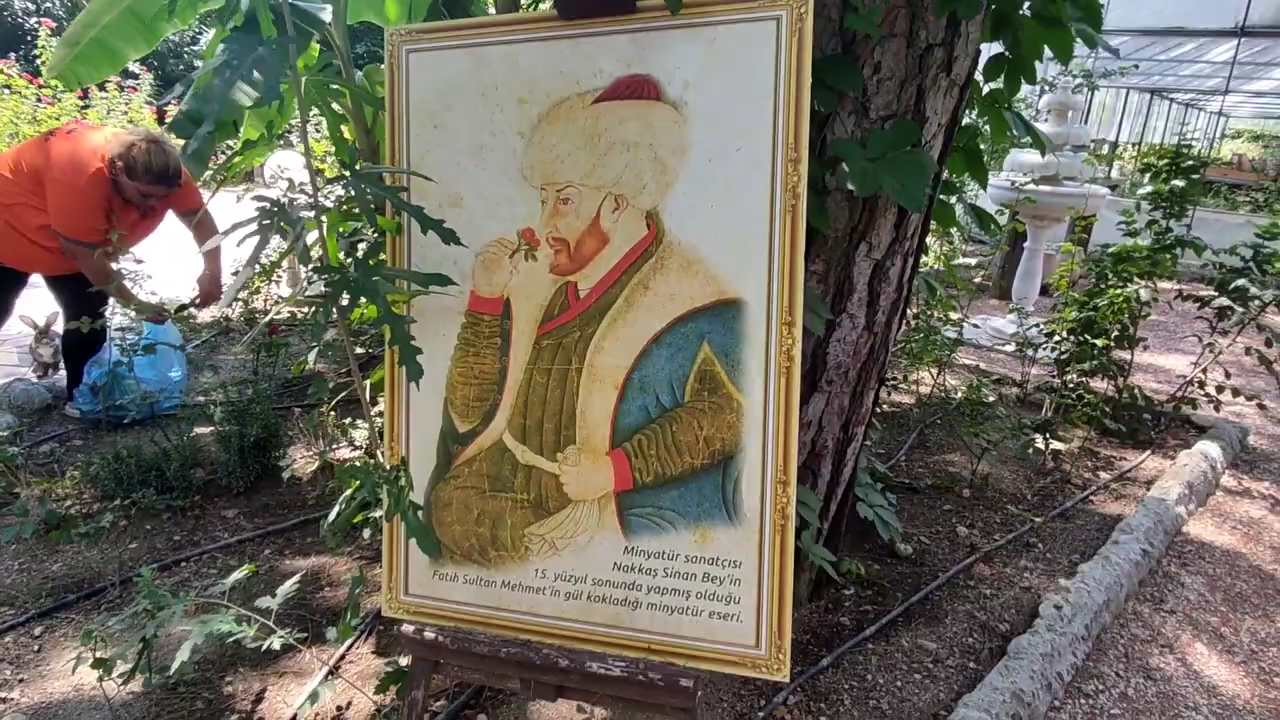 Minyatür sanatçısı
Nakkaş Sinan Bey'in
15. yüzyıl sonunda yapmış olduğu
Fatih Sultan Mehmet'in gül kokladığı minyatür eseri.